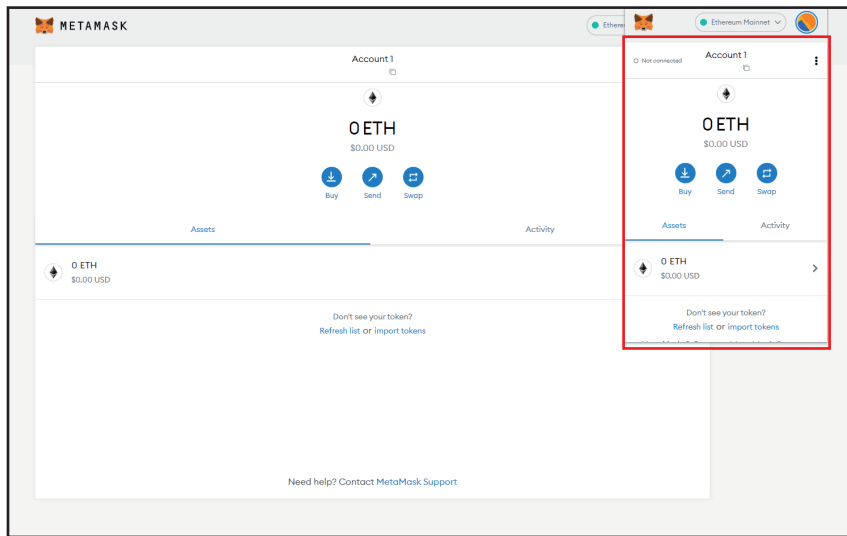 METAMASK
Account 1
0 ETH
$0.00 USD
Buy Send Swap
Assets Activity
0 ETH
$0.00 USD
Don't see your token?
Refresh list or import tokens
Need help? Contact MetaMask Support
Ethereum Mainnet
Not connected
Account 1
0 ETH
$0.00 USD
Buy Send Swap
Assets Activity
0 ETH
$0.00 USD
Don't see your token?
Refresh list or import tokens